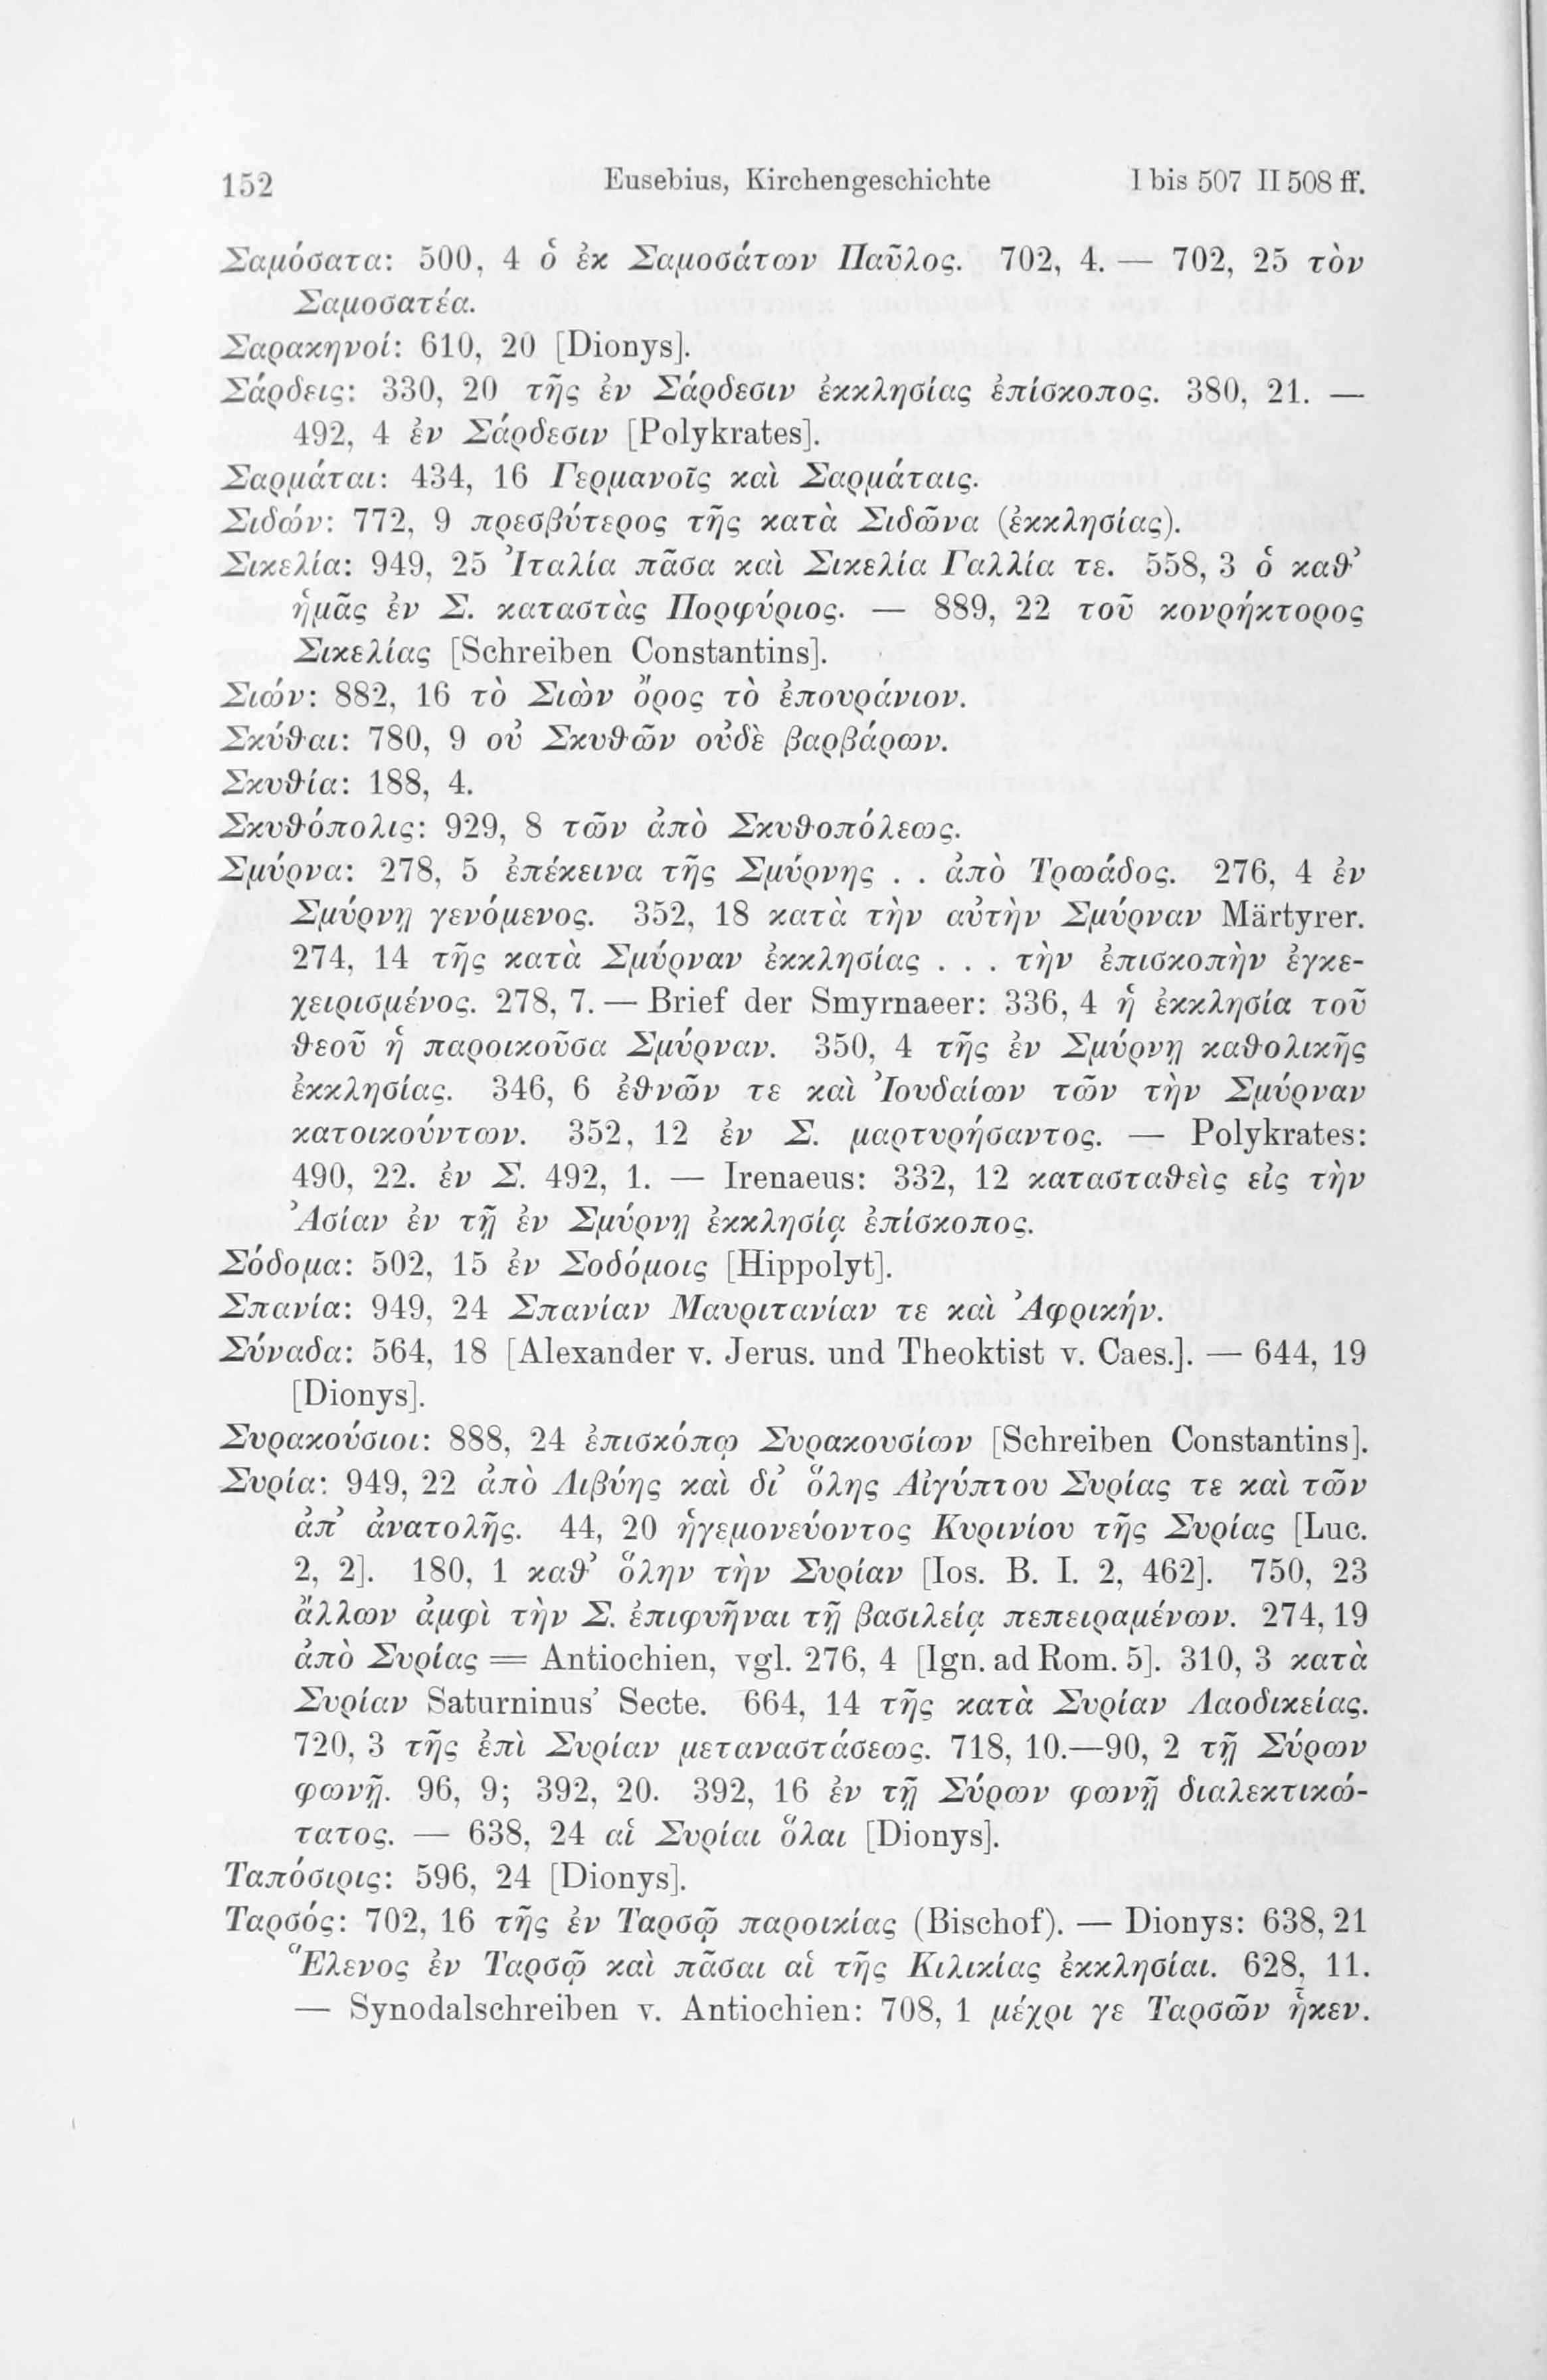 152 Eusebius, Kirchengeschichte I bis 507 II 508 ff.
Σαμόσατα: 500, 4 ὁ ἐκ Σαμοσάτων Παῦλος. 702, 4. — 702, 25 τὸν
Σαμοσατέα.
Σαρακηνοί: 610, 20 [Dionys].
Σάρδεις: 330, 20 τῆς ἐν Σάρδεσιν ἐκκλησίας ἐπίσκοπος. 380, 21. —
492, 4 ἐν Σάρδεσιν [Polykrates].
Σαρμάται: 434, 16 Γερμανοῖς καὶ Σαρμάταις.
Σιδών: 772, 9 πρεσβύτερος τῆς κατὰ Σιδῶνα (ἐκκλησίας).
Σικελία: 949, 25 Ἰταλία πᾶσα καὶ Σικελία Γαλλία τε. 558, 3 ὁ καθ’
ἡμᾶς ἐν Σ. καταστὰς Πορφύριος. — 889, 22 τοῦ κονρήκτορος
Σικελίας [Schreiben Constantins].
Σιών: 882, 16 τὸ Σιὼν ὄρος τὸ ἐπουράνιον.
Σκύθαι: 780, 9 οὐ Σκυθῶν οὐδὲ βαρβάρων.
Σκυθία: 188, 4.
Σκυθόπολις: 929, 8 τῶν ἀπὸ Σκυθοπόλεως.
Σμύρνα: 278, 5 ἐπέκεινα τῆς Σμύρνης . . ἀπὸ Τρωάδος. 276, 4 ἐν
Σμύρνῃ γενόμενος. 352, 18 κατὰ τὴν αὐτὴν Σμύρναν Märtyrer.
274, 14 τῆς κατὰ Σμύρναν ἐκκλησίας . . . τὴν ἐπισκοπὴν ἐγκε-
χειρισμένος. 278, 7. — Brief der Smyrnaeer: 336, 4 ἡ ἐκκλησία τοῦ
θεοῦ ἡ παροικοῦσα Σμύρναν. 350, 4 τῆς ἐν Σμύρνῃ καθολικῆς
ἐκκλησίας. 346, 6 ἐθνῶν τε καὶ Ἰουδαίων τῶν τὴν Σμύρναν
κατοικούντων. 352, 12 ἐν Σ. μαρτυρήσαντος. — Polykrates:
490, 22. ἐν Σ. 492, 1. — Irenaeus: 332, 12 κατασταθεὶς εἰς τὴν
Ἀσίαν ἐν τῇ ἐν Σμύρνῃ ἐκκλησίᾳ ἐπίσκοπος.
Σόδομα: 502, 15 ἐν Σοδόμοις [Hippolyt].
Σπανία: 949, 24 Σπανίαν Μαυριτανίαν τε καὶ Ἀφρικήν.
Σύναδα: 564, 18 [Alexander v. Jerus. und Theoktist v. Caes.]. — 644, 19
[Dionys].
Συρακούσιοι: 888, 24 ἐπισκόπῳ Συρακουσίων [Schreiben Constantins].
Συρία: 949, 22 ἀπὸ Λιβύης καὶ δι’ ὅλης Αἰγύπτου Συρίας τε καὶ τῶν
ἀπ’ ἀνατολῆς. 44, 20 ἡγεμονεύοντος Κυρινίου τῆς Συρίας [Luc.
2, 2]. 180, 1 καθ’ ὅλην τὴν Συρίαν [Ios. B. I. 2, 462]. 750, 23
ἄλλων ἀμφὶ τὴν Σ. ἐπιφυῆναι τῇ βασιλείᾳ πεπειραμένων. 274, 19
ἀπὸ Συρίας = Antiochien, vgl. 276, 4 [Ign. ad Rom. 5]. 310, 3 κατὰ
Συρίαν Saturninus’ Secte. 664, 14 τῆς κατὰ Συρίαν Λαοδικείας.
720, 3 τῆς ἐπὶ Συρίαν μεταναστάσεως. 718, 10.—90, 2 τῇ Σύρων
φωνῇ. 96, 9; 392, 20. 392, 16 ἐν τῇ Σύρων φωνῇ διαλεκτικώ-
τατος. — 638, 24 αἱ Συρίαι ὅλαι [Dionys].
Ταπόσιρις: 596, 24 [Dionys].
Ταρσός: 702, 16 τῆς ἐν Ταρσῷ παροικίας (Bischof). — Dionys: 638, 21
Ἕλενος ἐν Ταρσῷ καὶ πᾶσαι αἱ τῆς Κιλικίας ἐκκλησίαι. 628, 11.
— Synodalschreiben v. Antiochien: 708, 1 μέχρι γε Ταρσῶν ἧκεν.